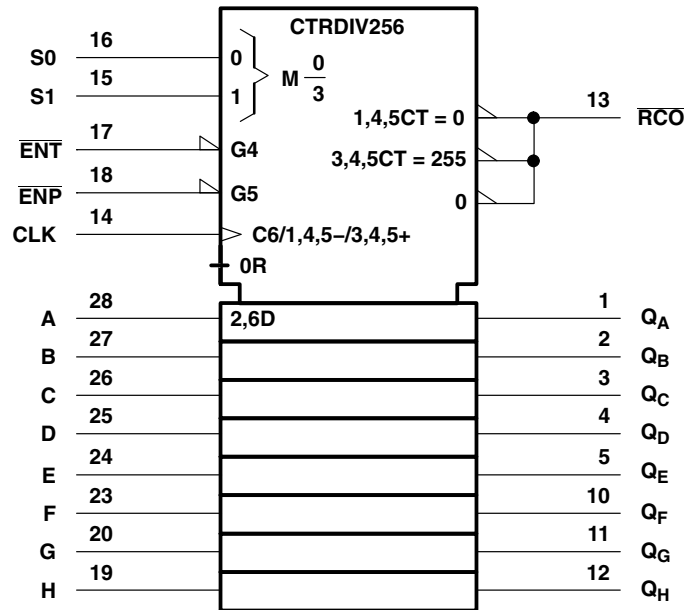 CTRDIV256
S0 16 0
S1 15 1
M 0/3
1,4,5CT = 0 13 R̅C̅O̅
E̅N̅T̅ 17 G4
3,4,5CT = 255
E̅N̅P̅ 18 G5
0
CLK 14 C6/1,4,5−/3,4,5+
0R
A 28 2,6D 1 QA
B 27 2 QB
C 26 3 QC
D 25 4 QD
E 24 5 QE
F 23 10 QF
G 20 11 QG
H 19 12 QH